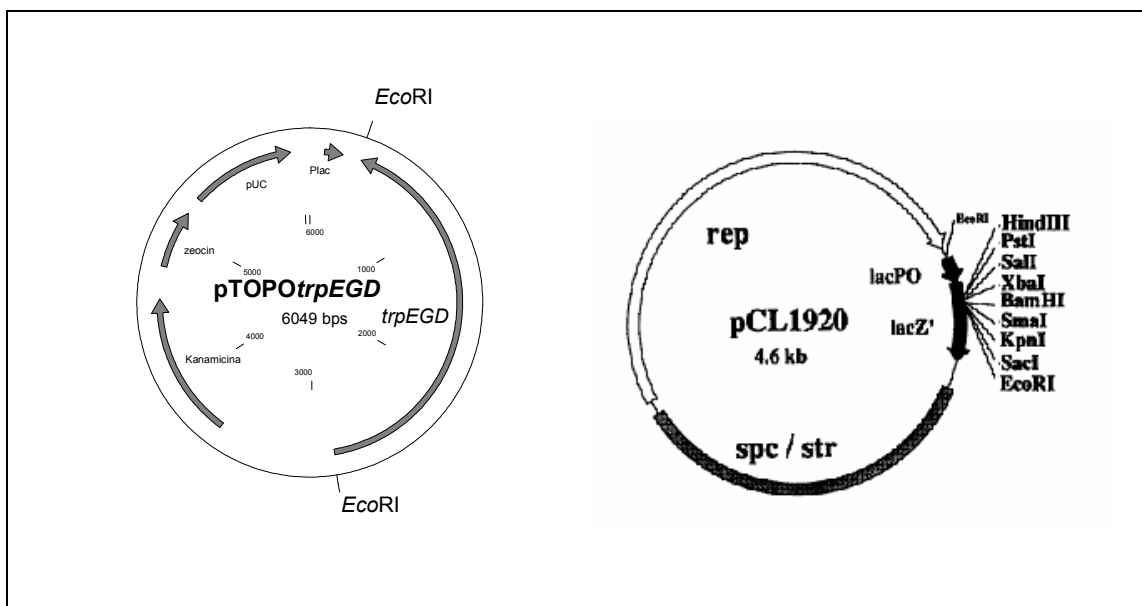 EcoRI
Plac
pUC
zeocin
6000
5000
1000
pTOPOtrpEGD
6049 bps
trpEGD
4000
2000
Kanamicina
3000
EcoRI
rep
EcoRI
HindIII
PstI
SalI
XbaI
BamHI
SmaI
KpnI
SacI
EcoRI
lacPO
pCL1920
lacZ'
4.6 kb
spc / str